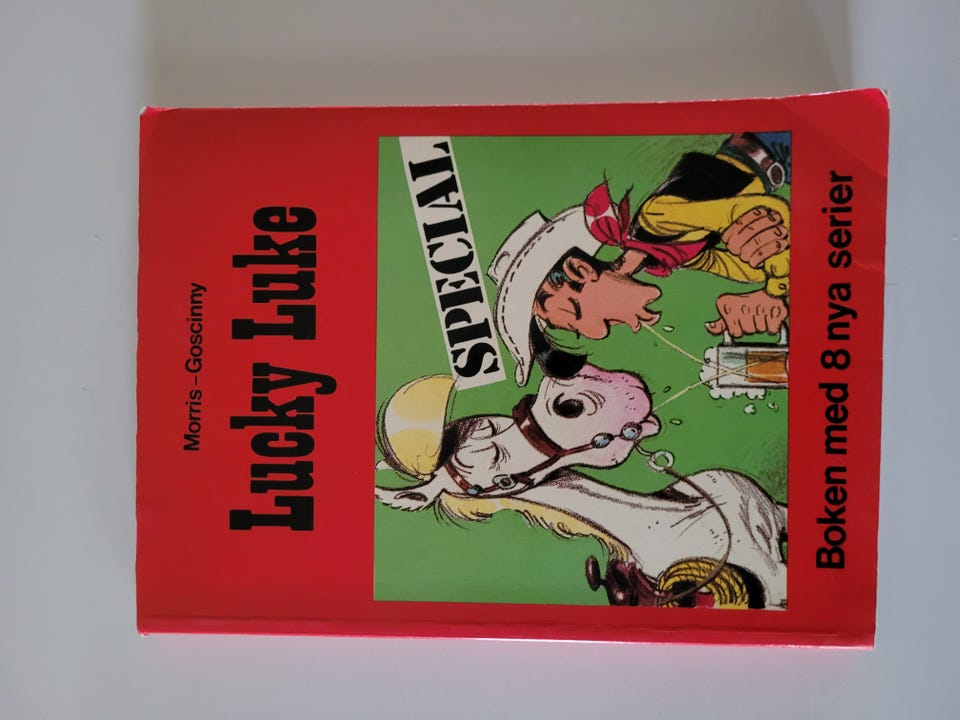 Morris-Goscinny
Lucky Luke
SPECIAL
Boken med 8 nya serier